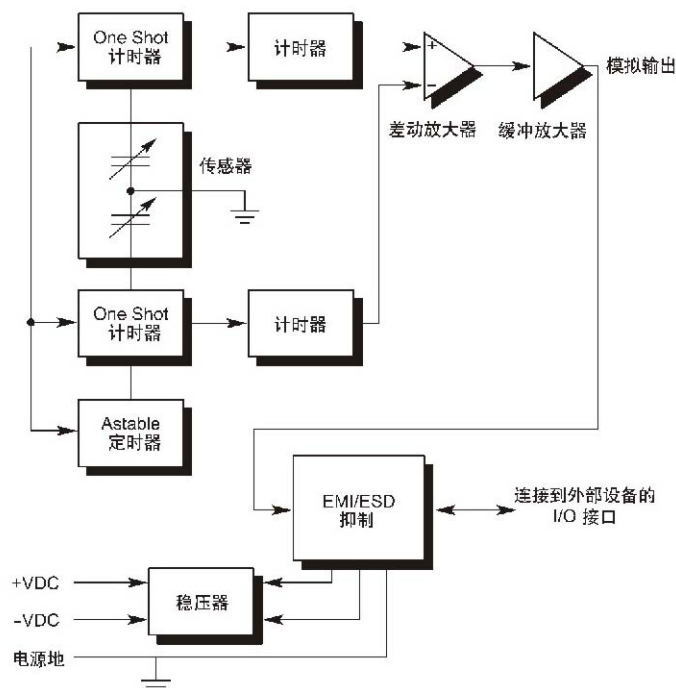 One Shot
计时器
计时器
+
−
模拟输出
差动放大器
缓冲放大器
传感器
One Shot
计时器
计时器
Astable
定时器
EMI/ESD
抑制
连接到外部设备的
I/O 接口
+VDC
−VDC
稳压器
电源地